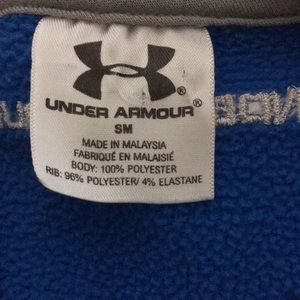 ®
UNDER ARMOUR®
SM
MADE IN MALAYSIA
FABRIQUÉ EN MALAISIÉ
BODY: 100% POLYESTER
RIB: 96% POLYESTER/ 4% ELASTANE